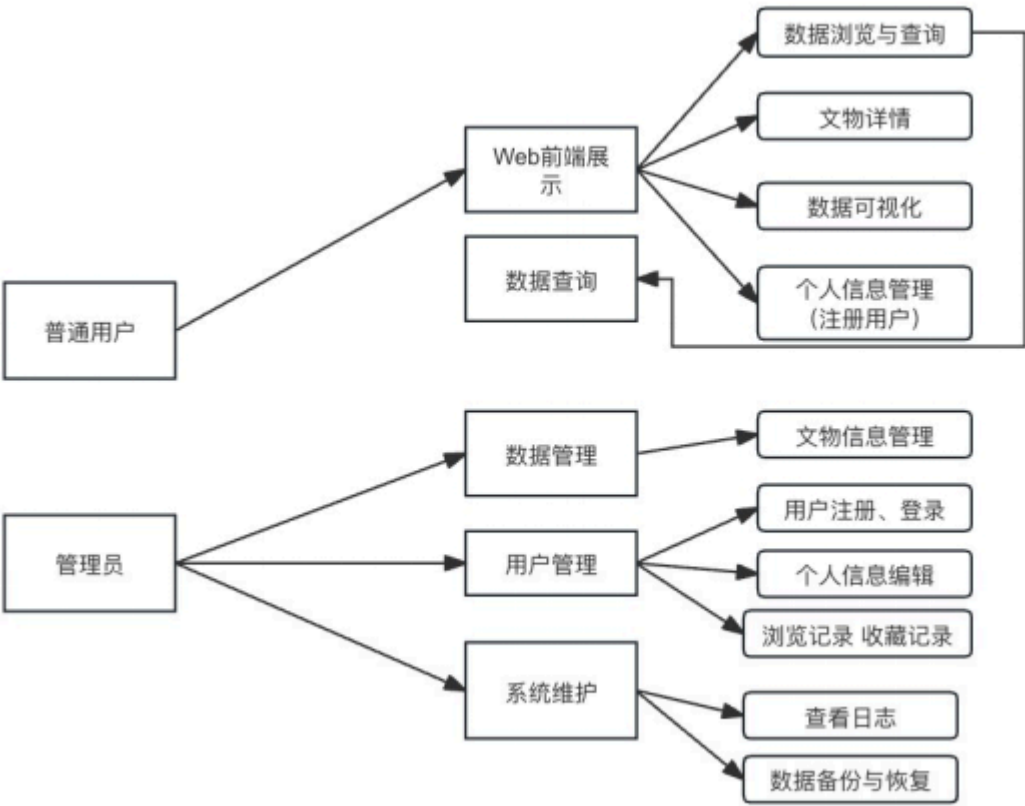 数据浏览与查询
文物详情
Web前端展
示
数据可视化
数据查询
个人信息管理
（注册用户）
普通用户
数据管理
文物信息管理
用户注册、登录
管理员
用户管理
个人信息编辑
浏览记录 收藏记录
系统维护
查看日志
数据备份与恢复